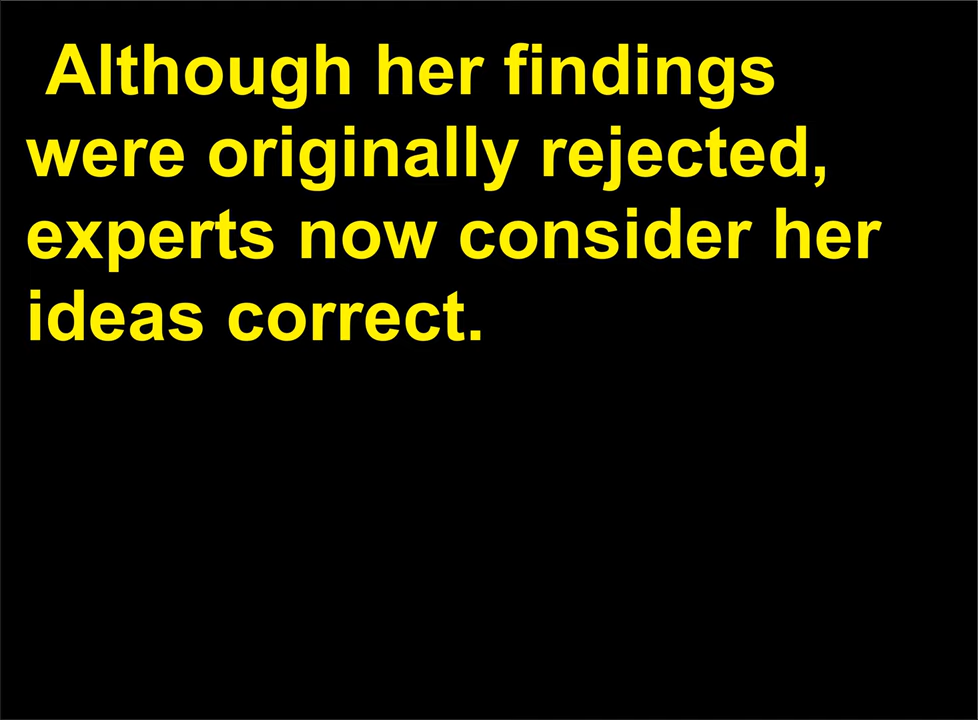 Although her findings
were originally rejected,
experts now consider her
ideas correct.